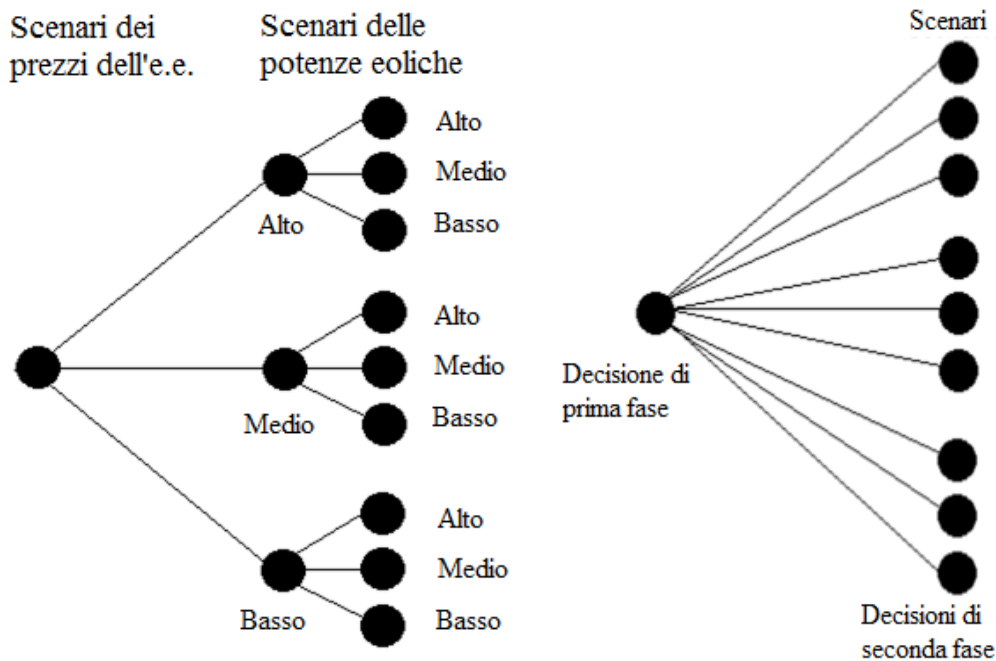 Scenari dei
prezzi dell'e.e.
Scenari delle
potenze eoliche
Alto
Medio
Basso
Alto
Alto
Medio
Basso
Medio
Alto
Medio
Basso
Basso
Scenari
Decisione di
prima fase
Decisioni di
seconda fase